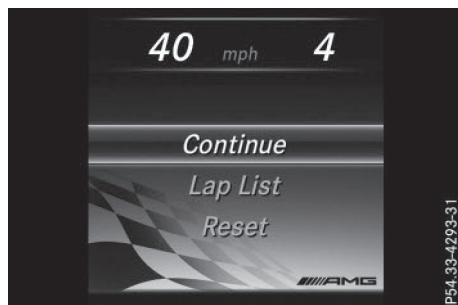 40 mph 4
Continue
Lap List
Reset
AMG
P54.33-4293-31